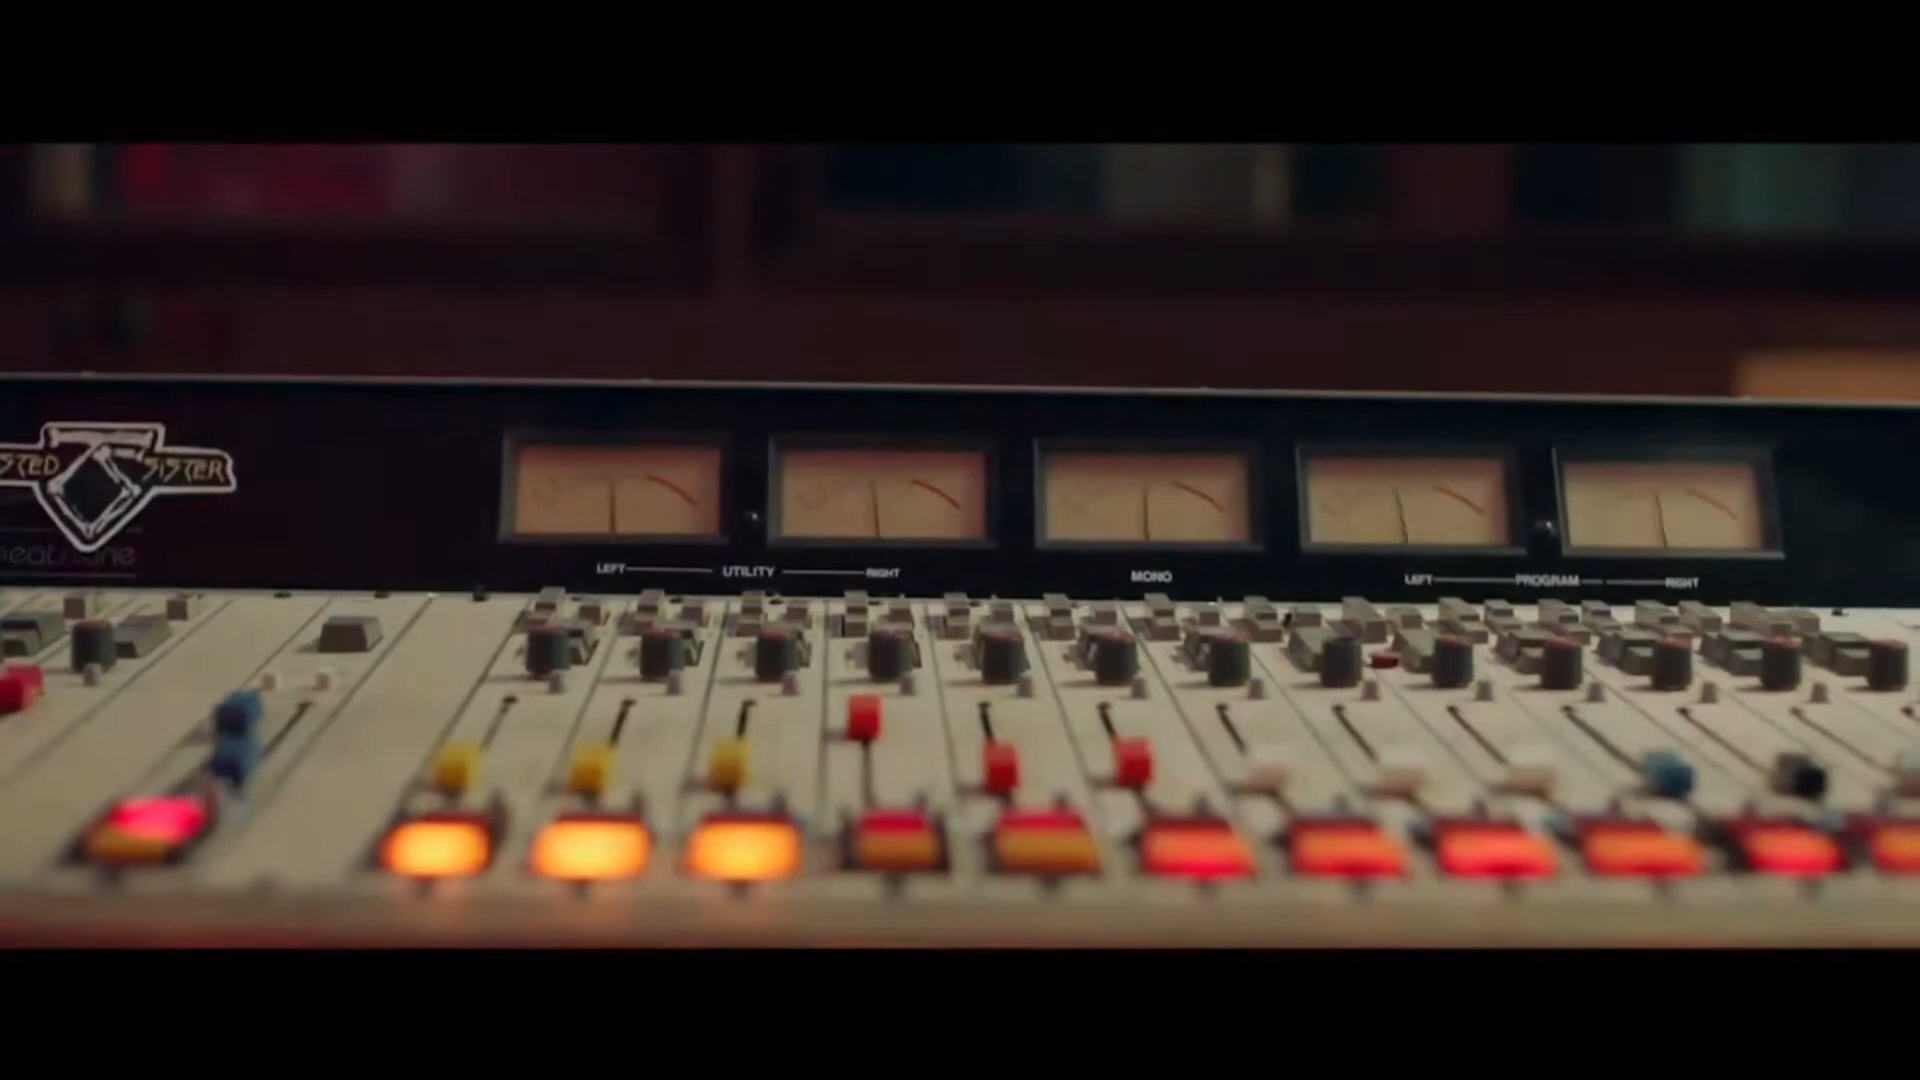 STED SISTER
LEFT UTILITY RIGHT
MONO
LEFT PROGRAM RIGHT